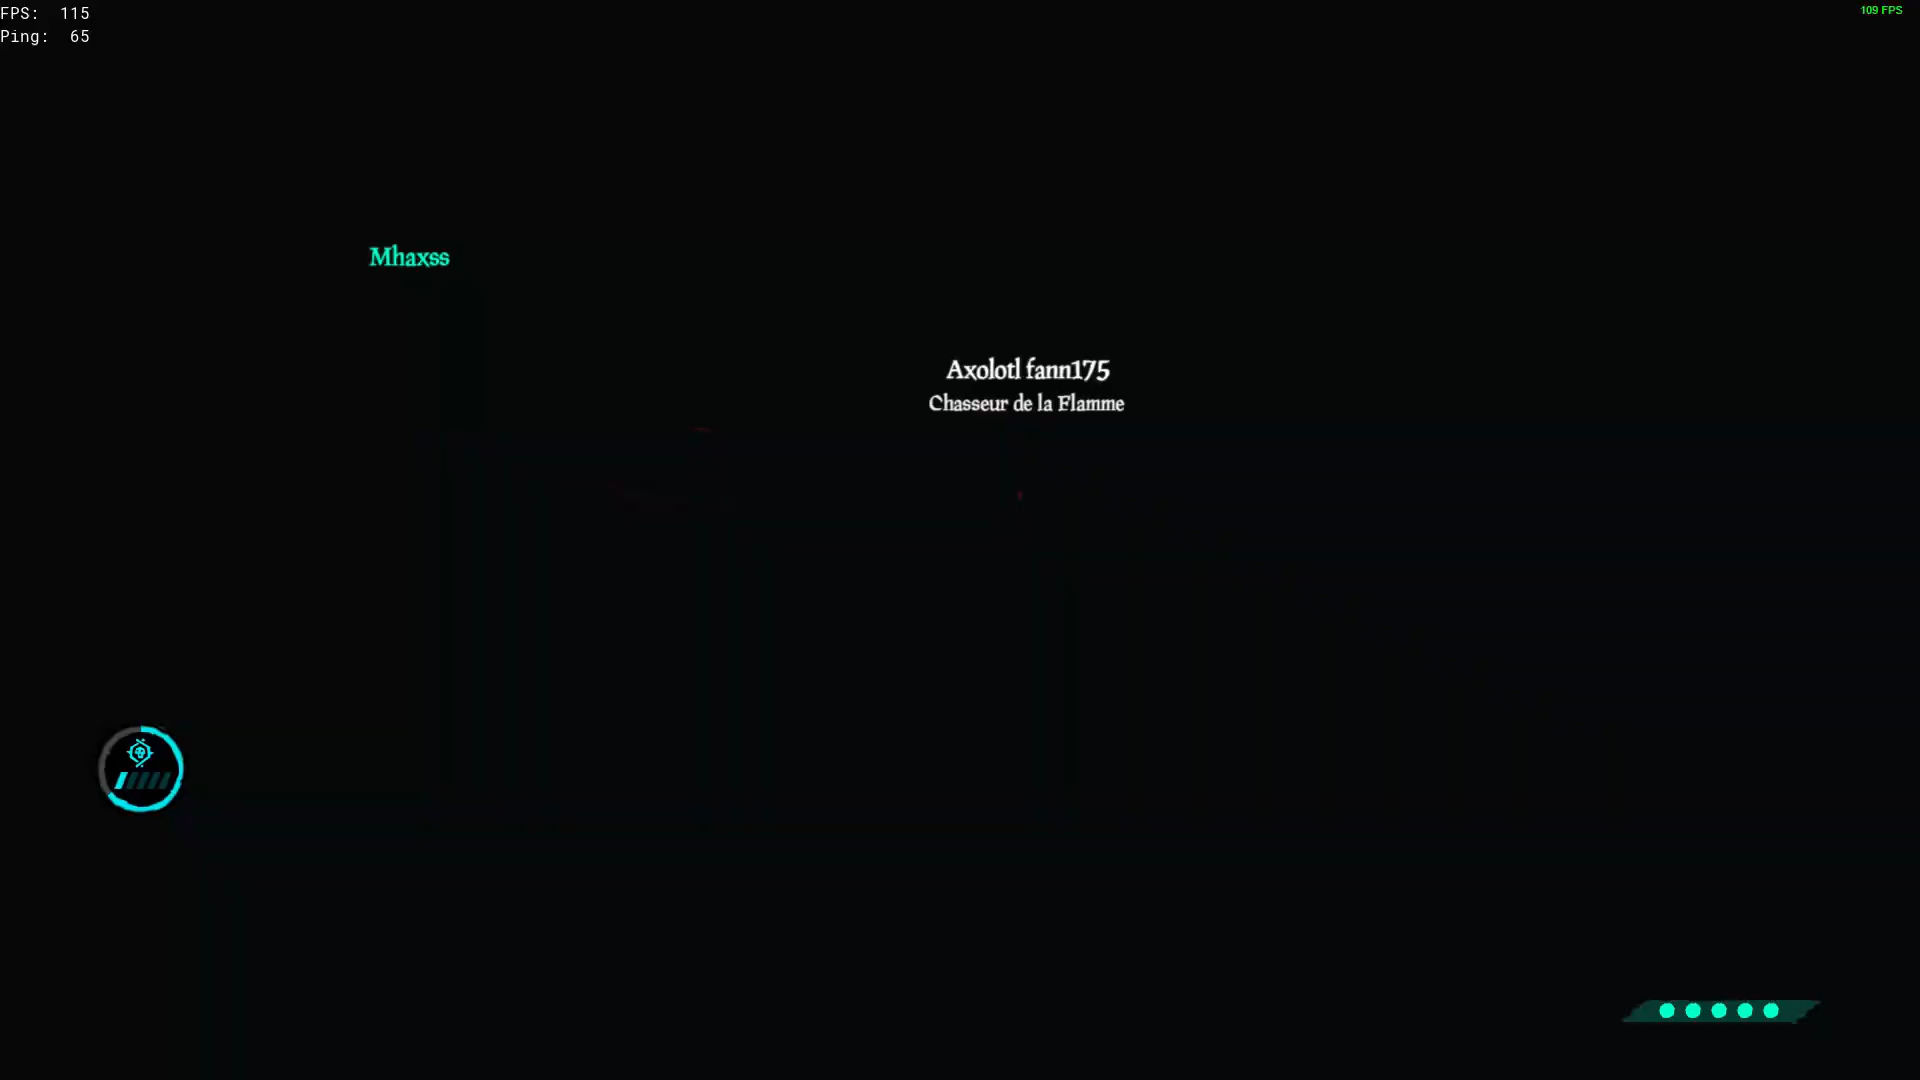 FPS: 115
109 FPS
Ping: 65
Mhaxss
Axolotl fann175
Chasseur de la Flamme